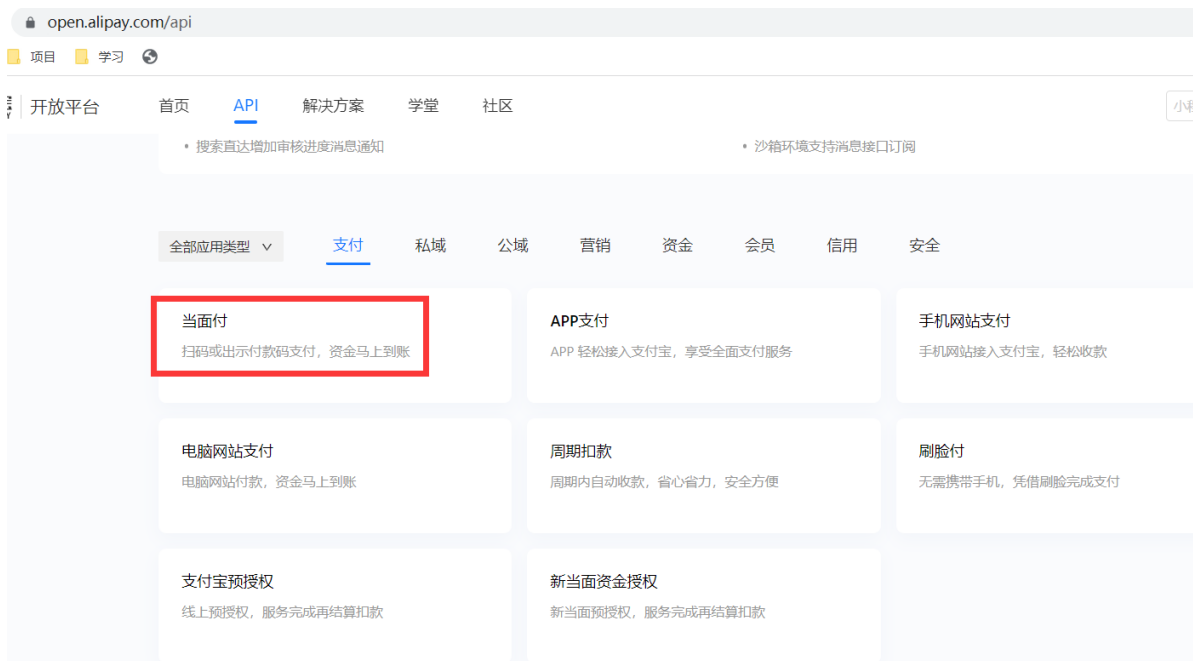 open.alipay.com/api
项目 学习
开放平台 首页 API 解决方案 学堂 社区
• 搜索直达增加审核进度消息通知 • 沙箱环境支持消息接口订阅
全部应用类型 支付 私域 公域 营销 资金 会员 信用 安全
当面付 APP支付 手机网站支付
扫码或出示付款码支付，资金马上到账 APP 轻松接入支付宝，享受全面支付服务 手机网站接入支付宝，轻松收款
电脑网站支付 周期扣款 刷脸付
电脑网站付款，资金马上到账 周期内自动收款，省心省力，安全方便 无需携带手机，凭借刷脸完成支付
支付宝预授权 新当面资金授权
线上预授权，服务完成再结算扣款 新当面预授权，服务完成再结算扣款